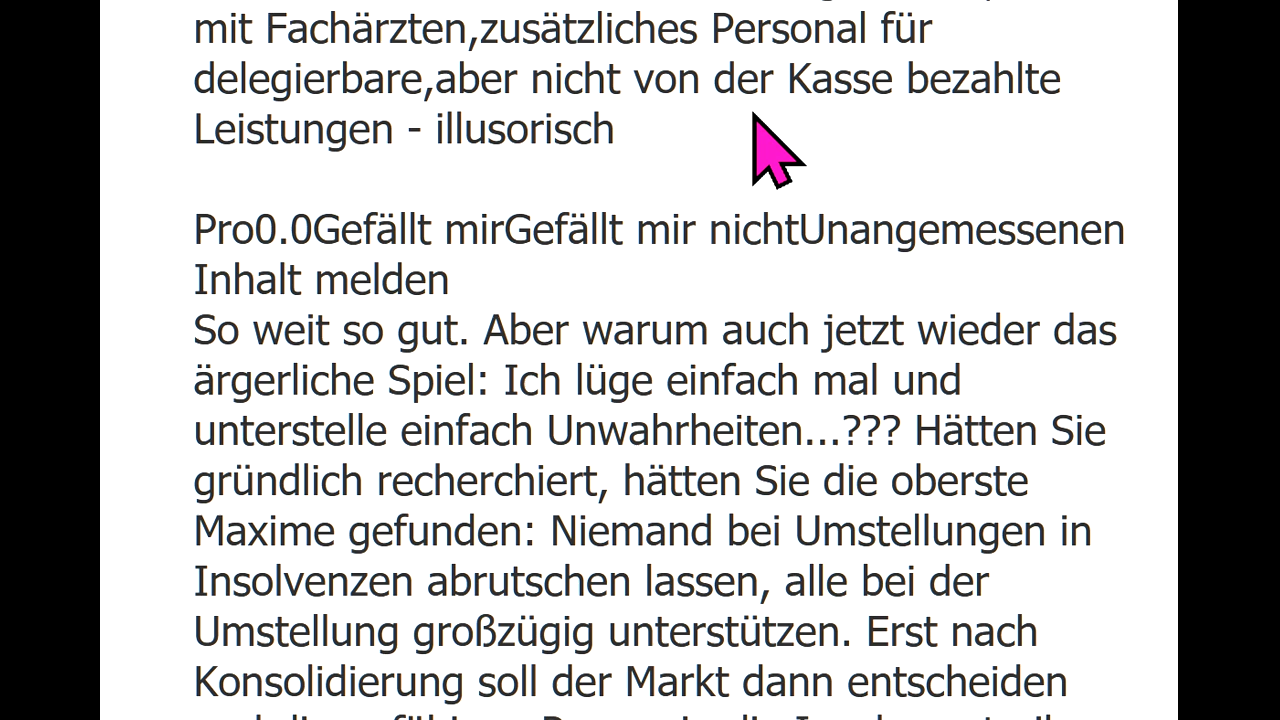 mit Fachärzten,zusätzliches Personal für
delegierbare,aber nicht von der Kasse bezahlte
Leistungen - illusorisch
Pro0.0Gefällt mirGefällt mir nichtUnangemessenen
Inhalt melden
So weit so gut. Aber warum auch jetzt wieder das
ärgerliche Spiel: Ich lüge einfach mal und
unterstelle einfach Unwahrheiten...??? Hätten Sie
gründlich recherchiert, hätten Sie die oberste
Maxime gefunden: Niemand bei Umstellungen in
Insolvenzen abrutschen lassen, alle bei der
Umstellung großzügig unterstützen. Erst nach
Konsolidierung soll der Markt dann entscheiden